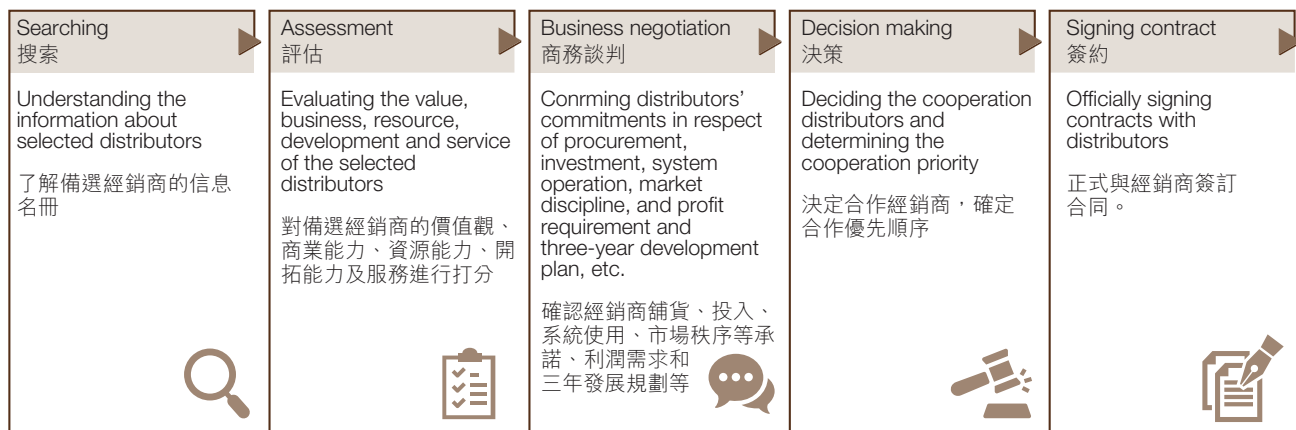 Searching
搜索
Understanding the
information about
selected distributors
了解備選經銷商的信息
名冊
Assessment
評估
Evaluating the value,
business, resource,
development and service
of the selected
distributors
對備選經銷商的價值觀、
商業能力、資源能力、開
拓能力及服務進行打分
Business negotiation
商務談判
Conrming distributors’
commitments in respect
of procurement,
investment, system
operation, market
discipline, and profit
requirement and
three-year development
plan, etc.
確認經銷商舖貨、投入、
系統使用、市場秩序等承
諾、利潤需求和
三年發展規劃等
Decision making
決策
Deciding the cooperation
distributors and
determining the
cooperation priority
決定合作經銷商，確定
合作優先順序
Signing contract
簽約
Officially signing
contracts with
distributors
正式與經銷商簽訂
合同。